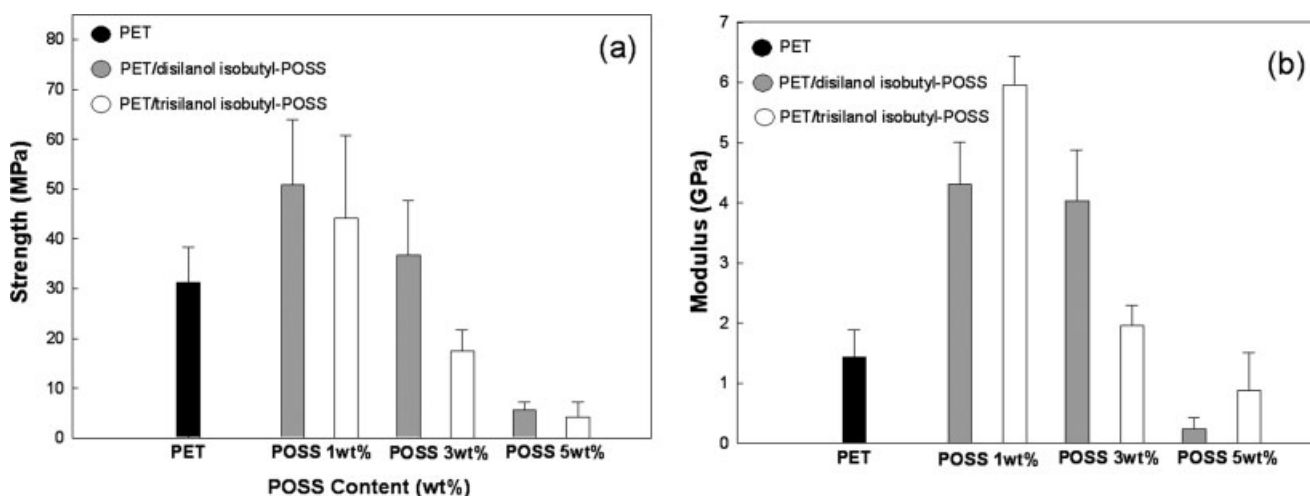 (a)
PET
PET/disilanol isobutyl-POSS
PET/trisilanol isobutyl-POSS
Strength (MPa)
80
70
60
50
40
30
20
10
0
PET POSS 1wt% POSS 3wt% POSS 5wt%
POSS Content (wt%)
(b)
PET
PET/disilanol isobutyl-POSS
PET/trisilanol isobutyl-POSS
Modulus (GPa)
7
6
5
4
3
2
1
0
PET POSS 1wt% POSS 3wt% POSS 5wt%